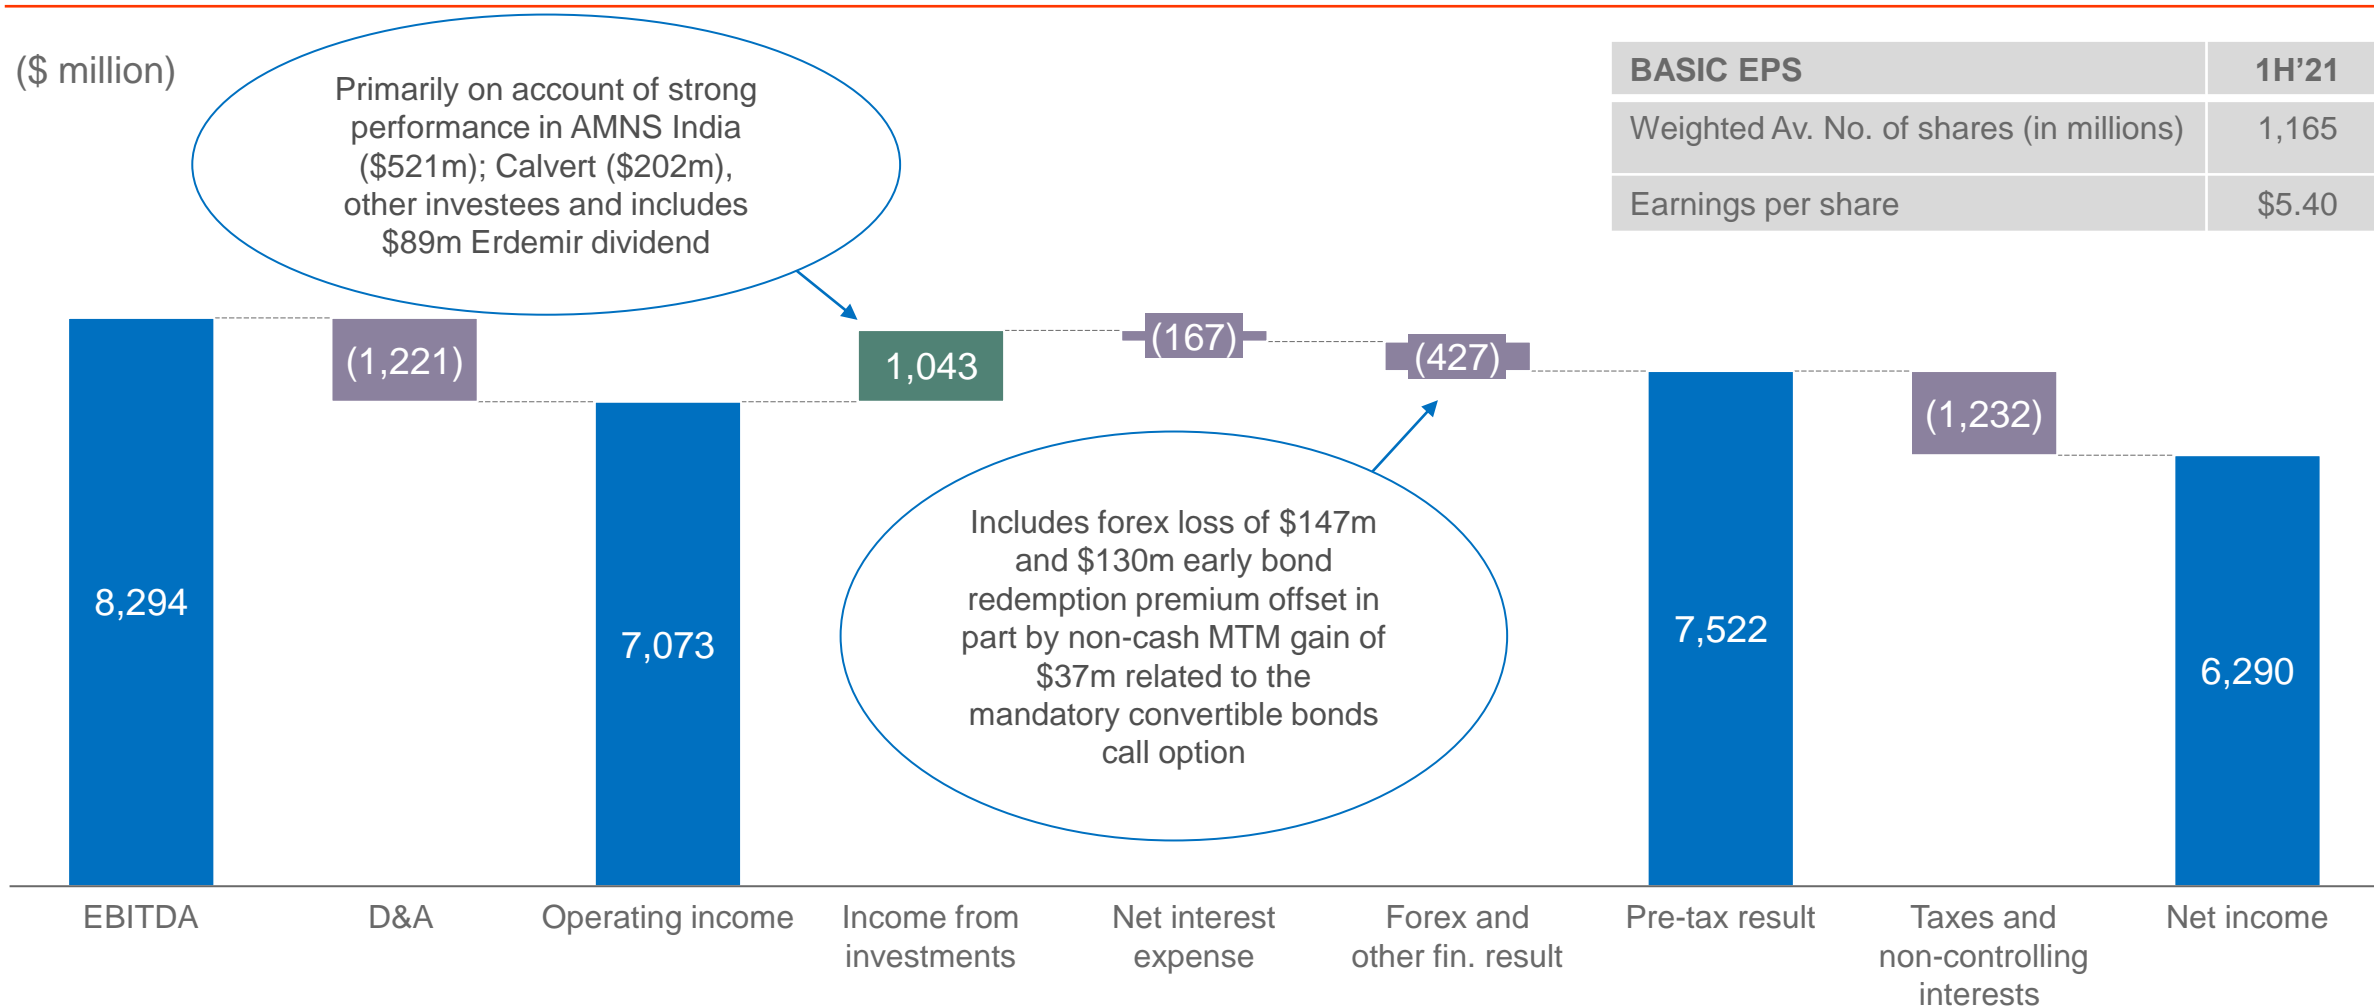 ($ million)
Primarily on account of strong
performance in AMNS India
($521m); Calvert ($202m),
other investees and includes
$89m Erdemir dividend
BASIC EPS 1H’21
Weighted Av. No. of shares (in millions) 1,165
Earnings per share $5.40
8,294
(1,221)
7,073
1,043
(167)
(427)
7,522
(1,232)
6,290
Includes forex loss of $147m
and $130m early bond
redemption premium offset in
part by non-cash MTM gain of
$37m related to the
mandatory convertible bonds
call option
EBITDA
D&A
Operating income
Income from
investments
Net interest
expense
Forex and
other fin. result
Pre-tax result
Taxes and
non-controlling
interests
Net income